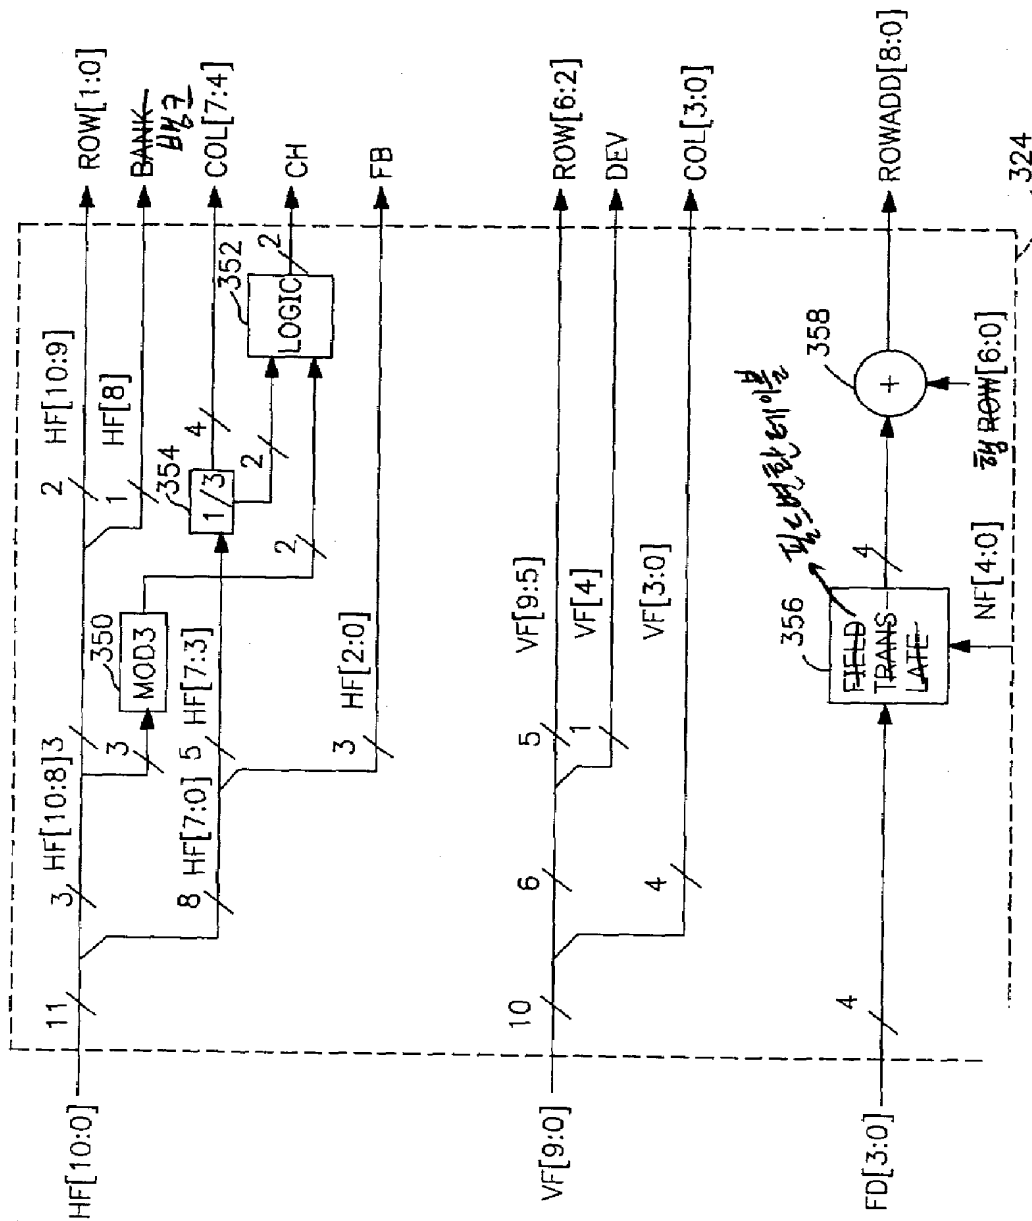 HF[10:0]
11
3
HF[10:8]
3
3
350
MOD3
2
HF[10:9]
ROW[1:0]
1
HF[8]
BANK
뱅크
8
HF[7:0]
5
HF[7:3]
354
1/3
4
COL[7:4]
2
2
352
LOGIC
2
CH
3
HF[2:0]
FB
VF[9:0]
10
6
5
VF[9:5]
ROW[6:2]
1
VF[4]
DEV
4
VF[3:0]
COL[3:0]
FD[3:0]
4
356
FIELD
TRANS
LATE
NF[4:0]
4
358
+
행 ROW[6:0]
ROWADD[8:0]
324